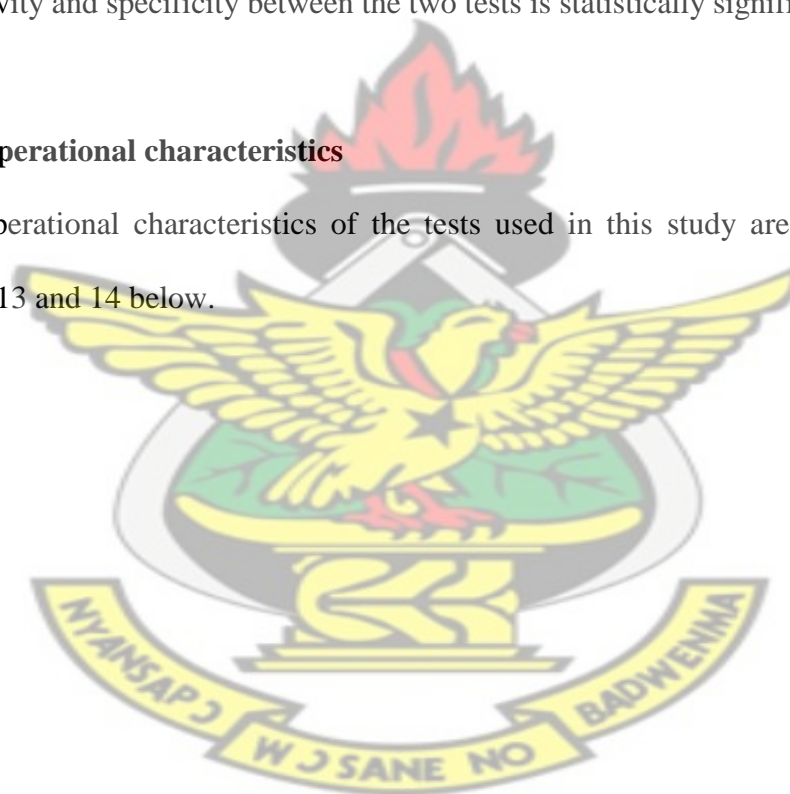 vity and specificity between the two tests is statistically signifi
perational characteristics
perational characteristics of the tests used in this study are
13 and 14 below.
NYANSAPƆ
WƆSANE NO
BADWENMA